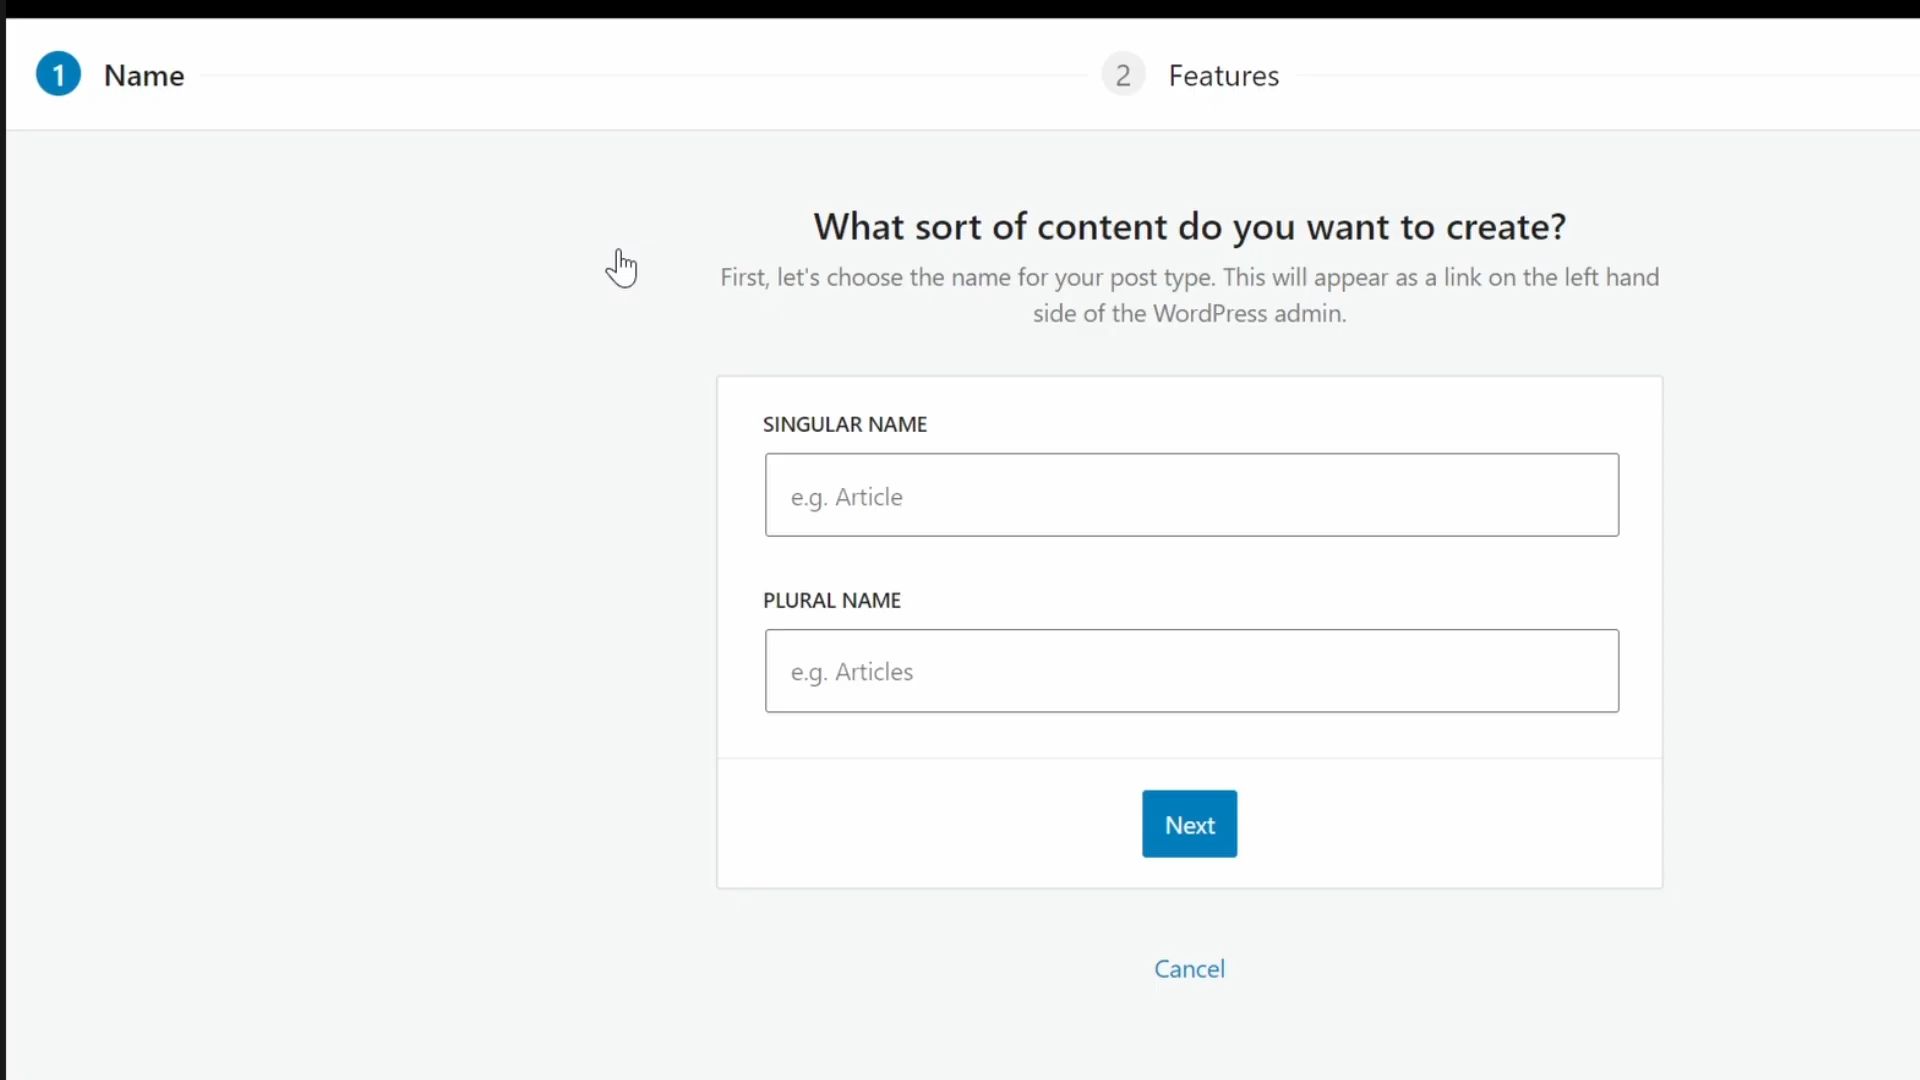 1 Name
2 Features
What sort of content do you want to create?
First, let's choose the name for your post type. This will appear as a link on the left hand
side of the WordPress admin.
SINGULAR NAME
e.g. Article
PLURAL NAME
e.g. Articles
Next
Cancel